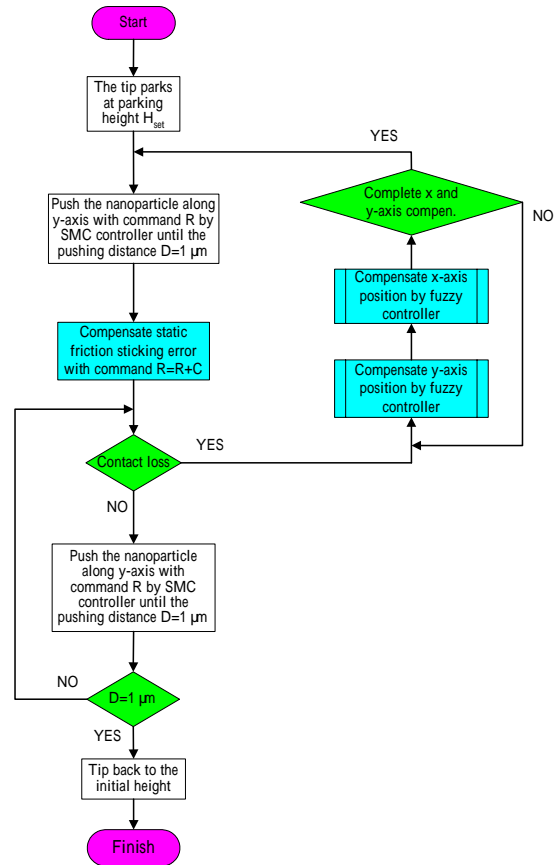 Start
The tip parks
at parking
height Hset
YES
Complete x and
y-axis compen.
NO
Push the nanoparticle along
y-axis with command R by
SMC controller until the
pushing distance D=1 µm
Compensate x-axis
position by fuzzy
controller
Compensate static
friction sticking error
with command R=R+C
Compensate y-axis
position by fuzzy
controller
Contact loss
YES
NO
Push the nanoparticle
along y-axis with
command R by SMC
controller until the
pushing distance D=1 µm
NO
D=1 µm
YES
Tip back to the
initial height
Finish